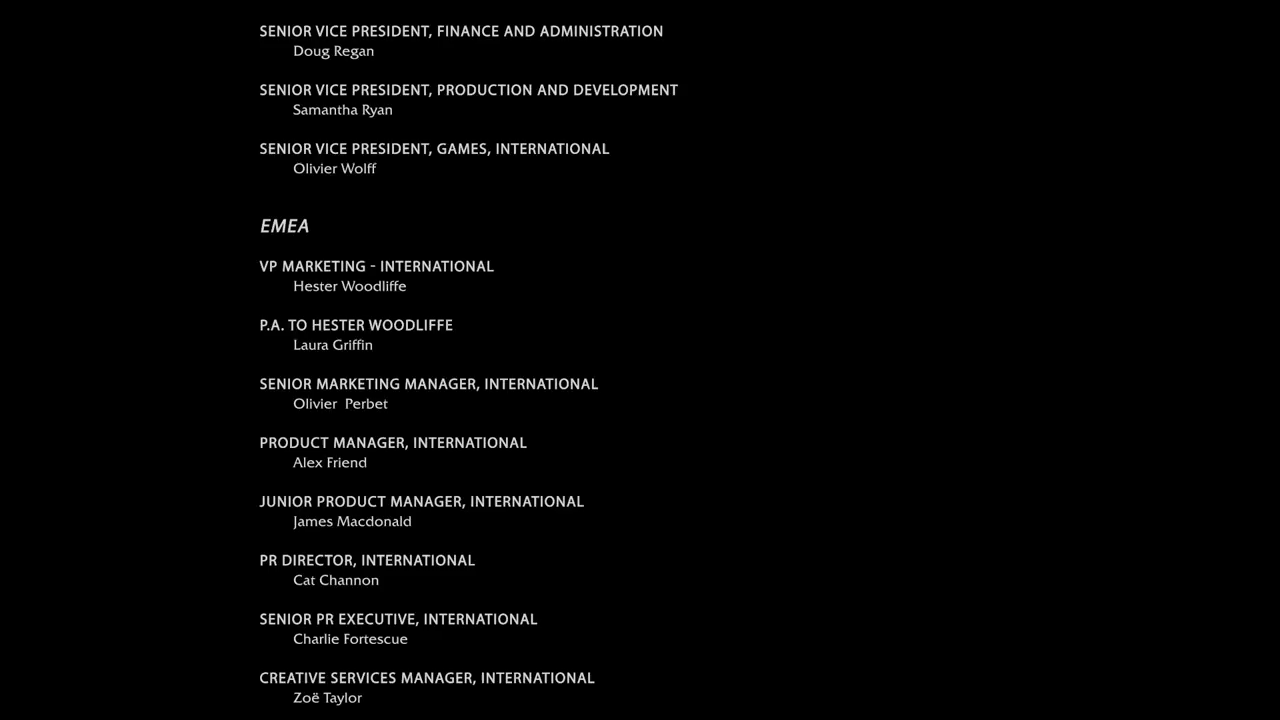 SENIOR VICE PRESIDENT, FINANCE AND ADMINISTRATION
Doug Regan
SENIOR VICE PRESIDENT, PRODUCTION AND DEVELOPMENT
Samantha Ryan
SENIOR VICE PRESIDENT, GAMES, INTERNATIONAL
Olivier Wolff
EMEA
VP MARKETING - INTERNATIONAL
Hester Woodliffe
P.A. TO HESTER WOODLIFFE
Laura Griffin
SENIOR MARKETING MANAGER, INTERNATIONAL
Olivier  Perbet
PRODUCT MANAGER, INTERNATIONAL
Alex Friend
JUNIOR PRODUCT MANAGER, INTERNATIONAL
James Macdonald
PR DIRECTOR, INTERNATIONAL
Cat Channon
SENIOR PR EXECUTIVE, INTERNATIONAL
Charlie Fortescue
CREATIVE SERVICES MANAGER, INTERNATIONAL
Zoë Taylor